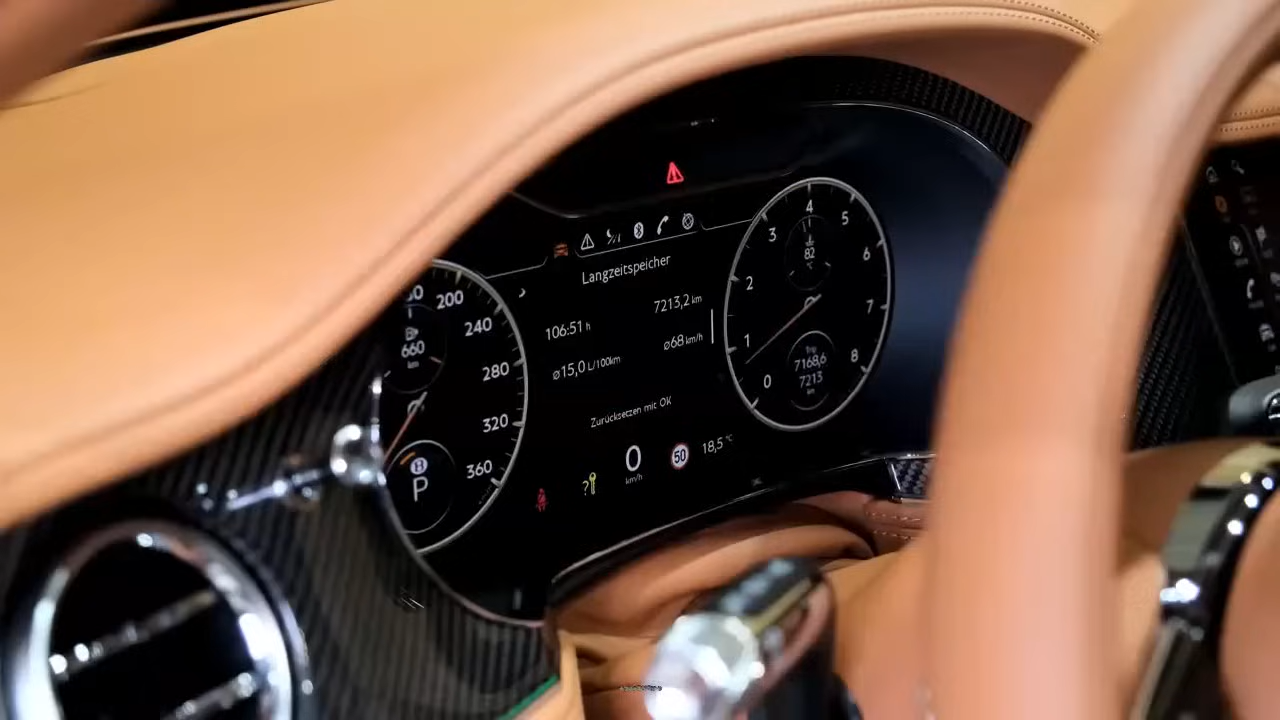 200
240
280
320
360
660
km
P
Langzeitspeicher
7213,2 km
106:51 h
ø68 km/h
ø15,0 L/100km
Zurücksetzen mit OK
0
km/h
50
18,5 °C
?
0
1
2
3
4
5
6
7
8
82
°C
Trip
7168,6
7213
km